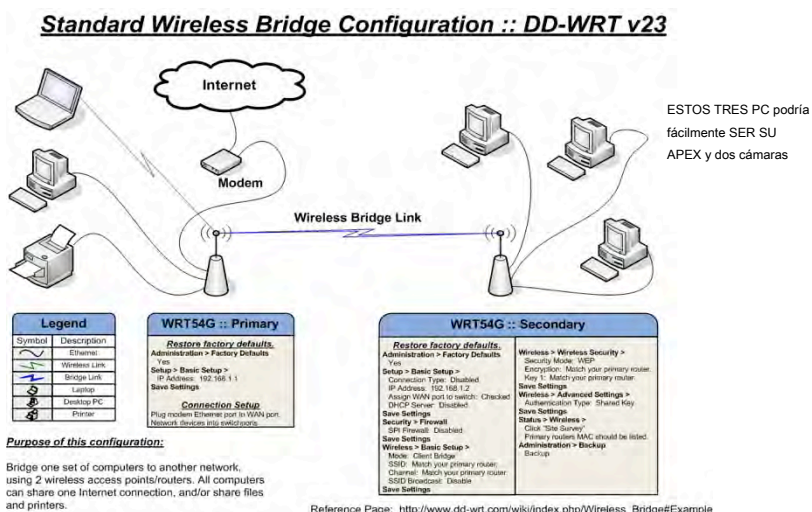 Standard Wireless Bridge Configuration :: DD-WRT v23
Internet
Modem
Wireless Bridge Link
ESTOS TRES PC podría
fácilmente SER SU
APEX y dos cámaras
Legend
Symbol Description
Ethernet
Wireless Link
Bridge Link
Laptop
Desktop PC
Printer
Purpose of this configuration:
Bridge one set of computers to another network,
using 2 wireless access points/routers. All computers
can share one Internet connection, and/or share files
and printers.
WRT54G :: Primary
Restore factory defaults.
Administration > Factory Defaults
Yes
Setup > Basic Setup >
IP Address: 192.168.1.1
Save Settings
Connection Setup
Plug modem Ethernet port to WAN port.
Network devices into switchports.
WRT54G :: Secondary
Restore factory defaults.
Administration > Factory Defaults
Yes
Setup > Basic Setup >
Connection Type: Disabled
IP Address: 192.168.1.2
Assign WAN port to switch: Checked
DHCP Server: Disabled
Save Settings
Security > Firewall
SPI Firewall: Disabled
Save Settings
Wireless > Basic Setup >
Mode: Client Bridge
SSID: Match your primary router.
Channel: Match your primary router
SSID Broadcast: Disable
Save Settings
Wireless > Wireless Security >
Security Mode: WEP
Encryption: Match your primary router.
Key 1: Match your primary router.
Save Settings
Wireless > Advanced Settings >
Authentication Type: Shared Key
Save Settings
Status > Wireless >
Click "Site Survey"
Primary routers MAC should be listed.
Administration > Backup
Backup
Reference Page: http://www.dd-wrt.com/wiki/index.php/Wireless_Bridge#Example